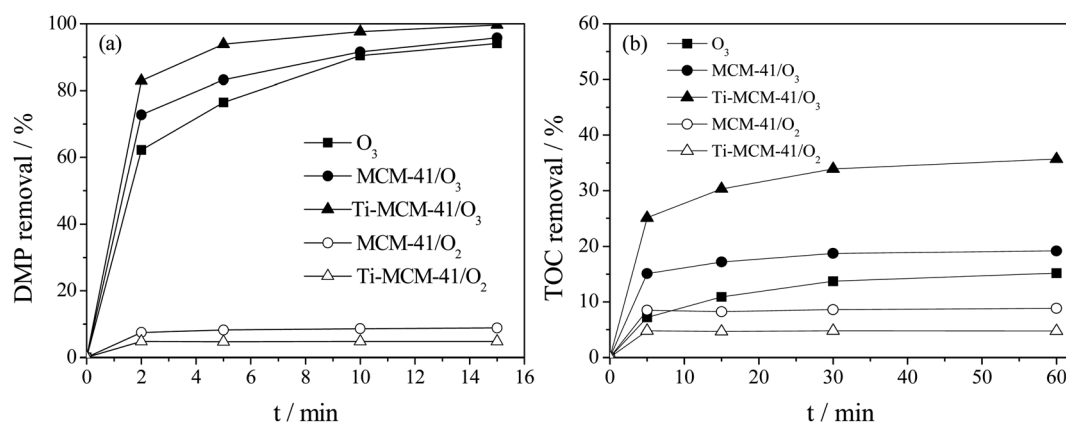 (a)
DMP removal / %
100
80
60
40
20
0
O3
MCM-41/O3
Ti-MCM-41/O3
MCM-41/O2
Ti-MCM-41/O2
0 2 4 6 8 10 12 14 16
t / min
(b)
TOC removal / %
60
50
40
30
20
10
0
O3
MCM-41/O3
Ti-MCM-41/O3
MCM-41/O2
Ti-MCM-41/O2
0 10 20 30 40 50 60
t / min